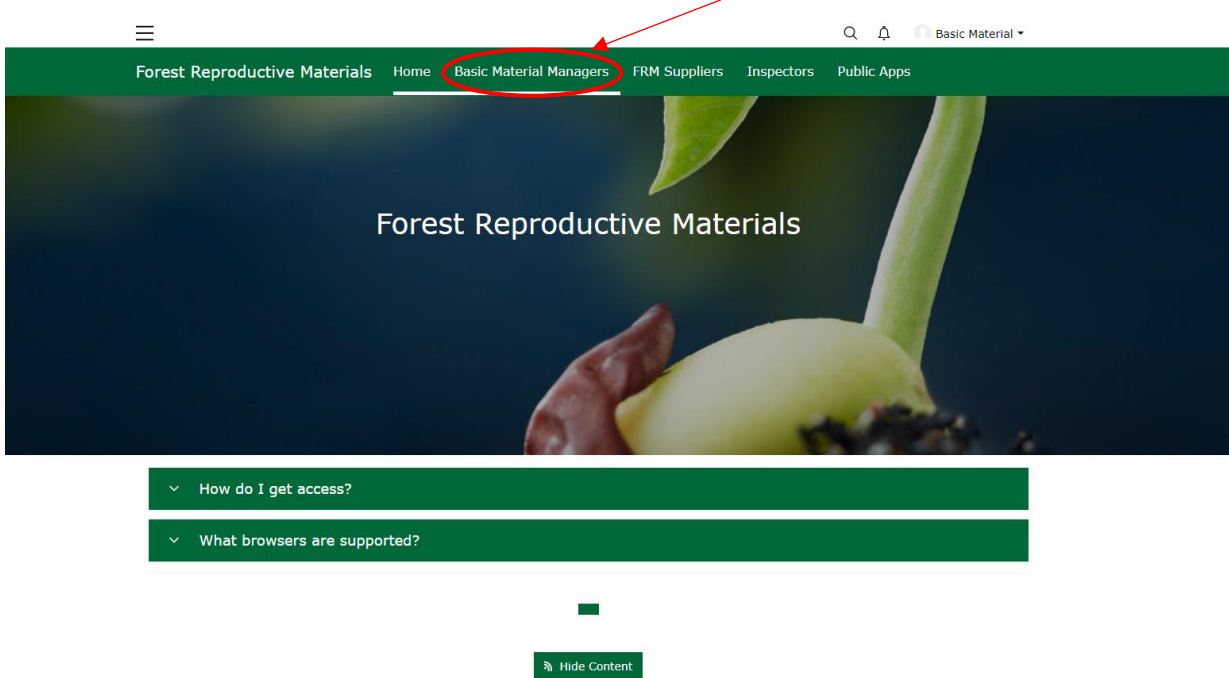 Basic Material
Forest Reproductive Materials Home Basic Material Managers FRM Suppliers Inspectors Public Apps
Forest Reproductive Materials
How do I get access?
What browsers are supported?
Hide Content